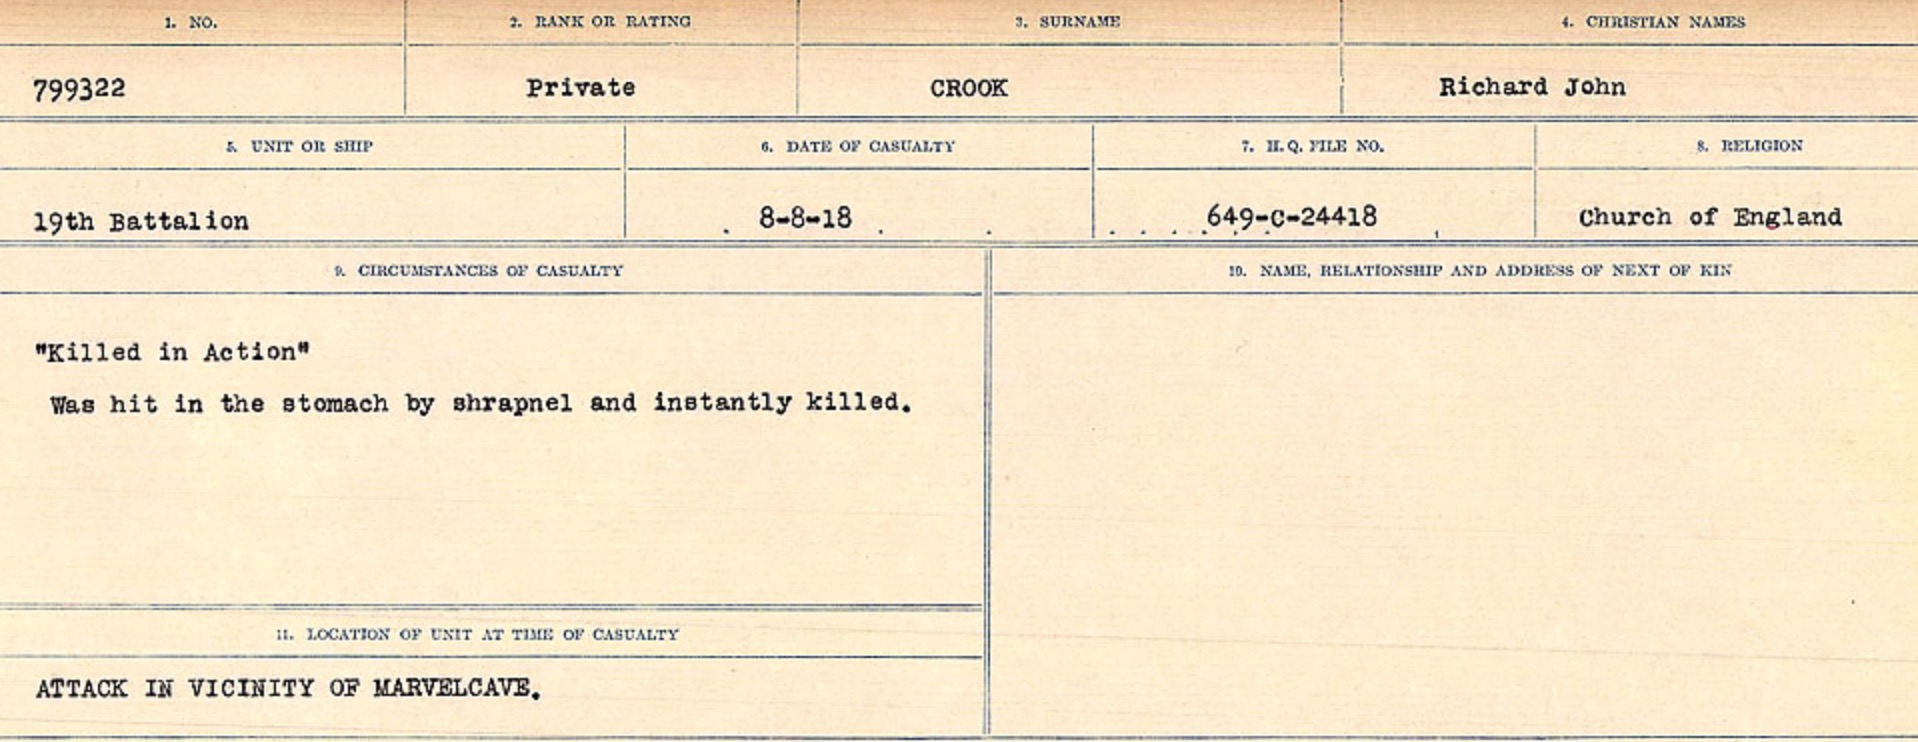 1. NO. 2. RANK OR RATING 3. SURNAME 4. CHRISTIAN NAMES
799322 Private CROOK Richard John
5. UNIT OR SHIP 6. DATE OF CASUALTY 7. H.Q. FILE NO. 8. RELIGION
19th Battalion 8-8-18 649-C-24418 Church of England
9. CIRCUMSTANCES OF CASUALTY 10. NAME, RELATIONSHIP AND ADDRESS OF NEXT OF KIN
"Killed in Action"
Was hit in the stomach by shrapnel and instantly killed.
11. LOCATION OF UNIT AT TIME OF CASUALTY
ATTACK IN VICINITY OF MARVELCAVE.